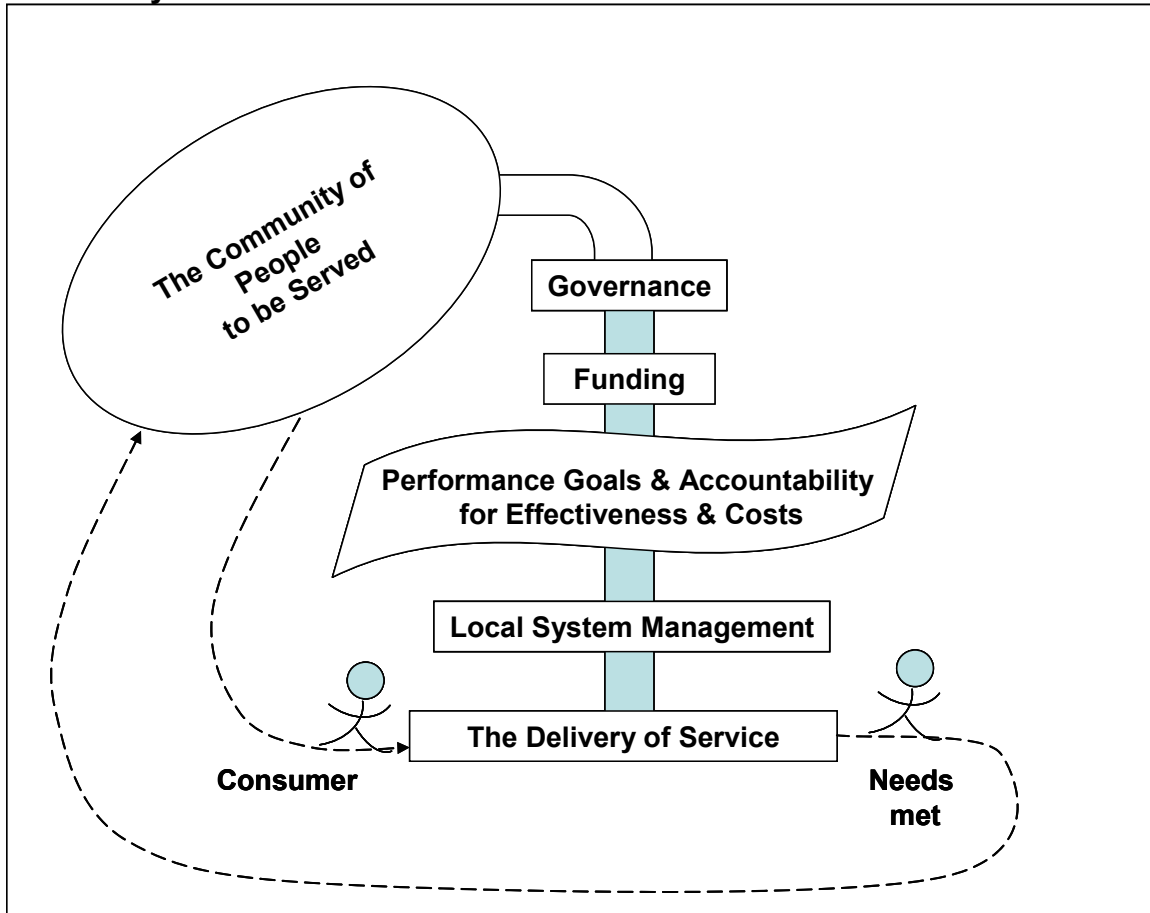 The Community of
People
to be Served
Governance
Funding
Performance Goals & Accountability
for Effectiveness & Costs
Local System Management
The Delivery of Service
Consumer
Needs
met